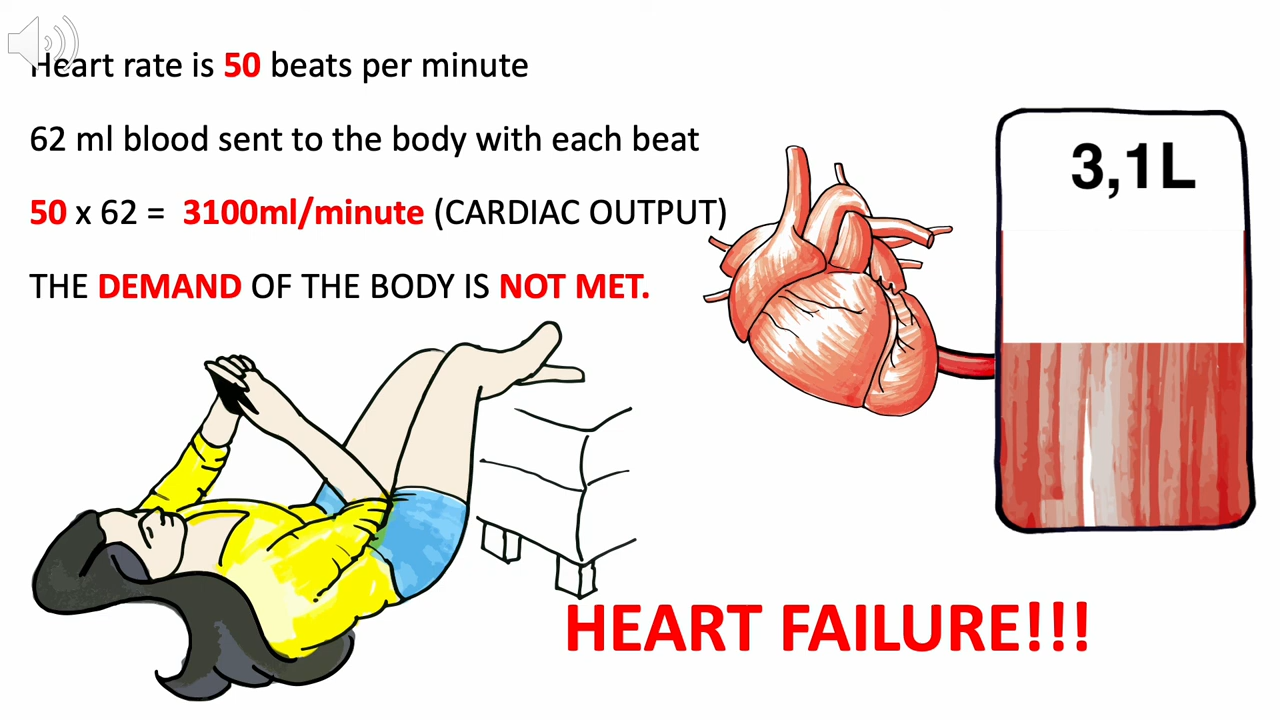 Heart rate is 50 beats per minute
62 ml blood sent to the body with each beat
50 x 62 = 3100ml/minute (CARDIAC OUTPUT)
THE DEMAND OF THE BODY IS NOT MET.
3,1L
HEART FAILURE!!!